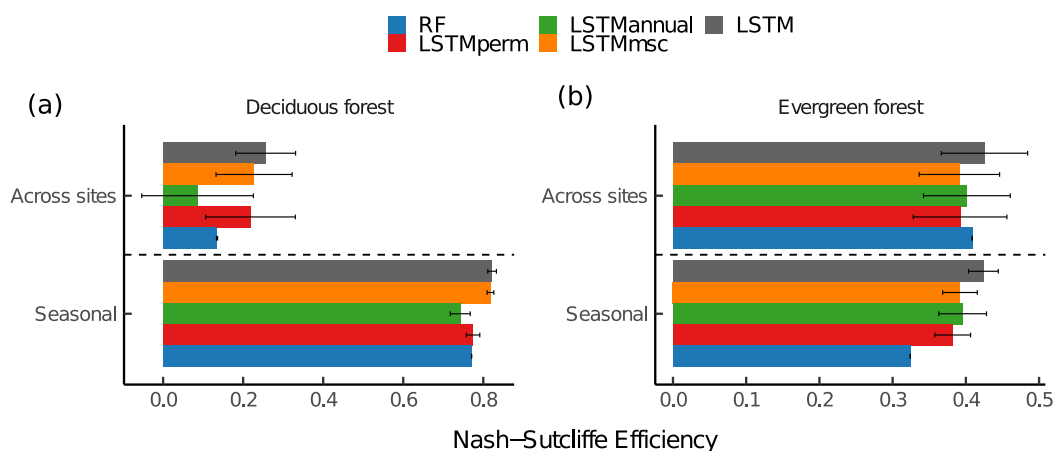 RF LSTMannual LSTM
LSTMperm LSTMmsc
(a) Deciduous forest
(b) Evergreen forest
Across sites
Seasonal
0.0 0.2 0.4 0.6 0.8
Across sites
Seasonal
0.0 0.1 0.2 0.3 0.4 0.5
Nash−Sutcliffe Efficiency